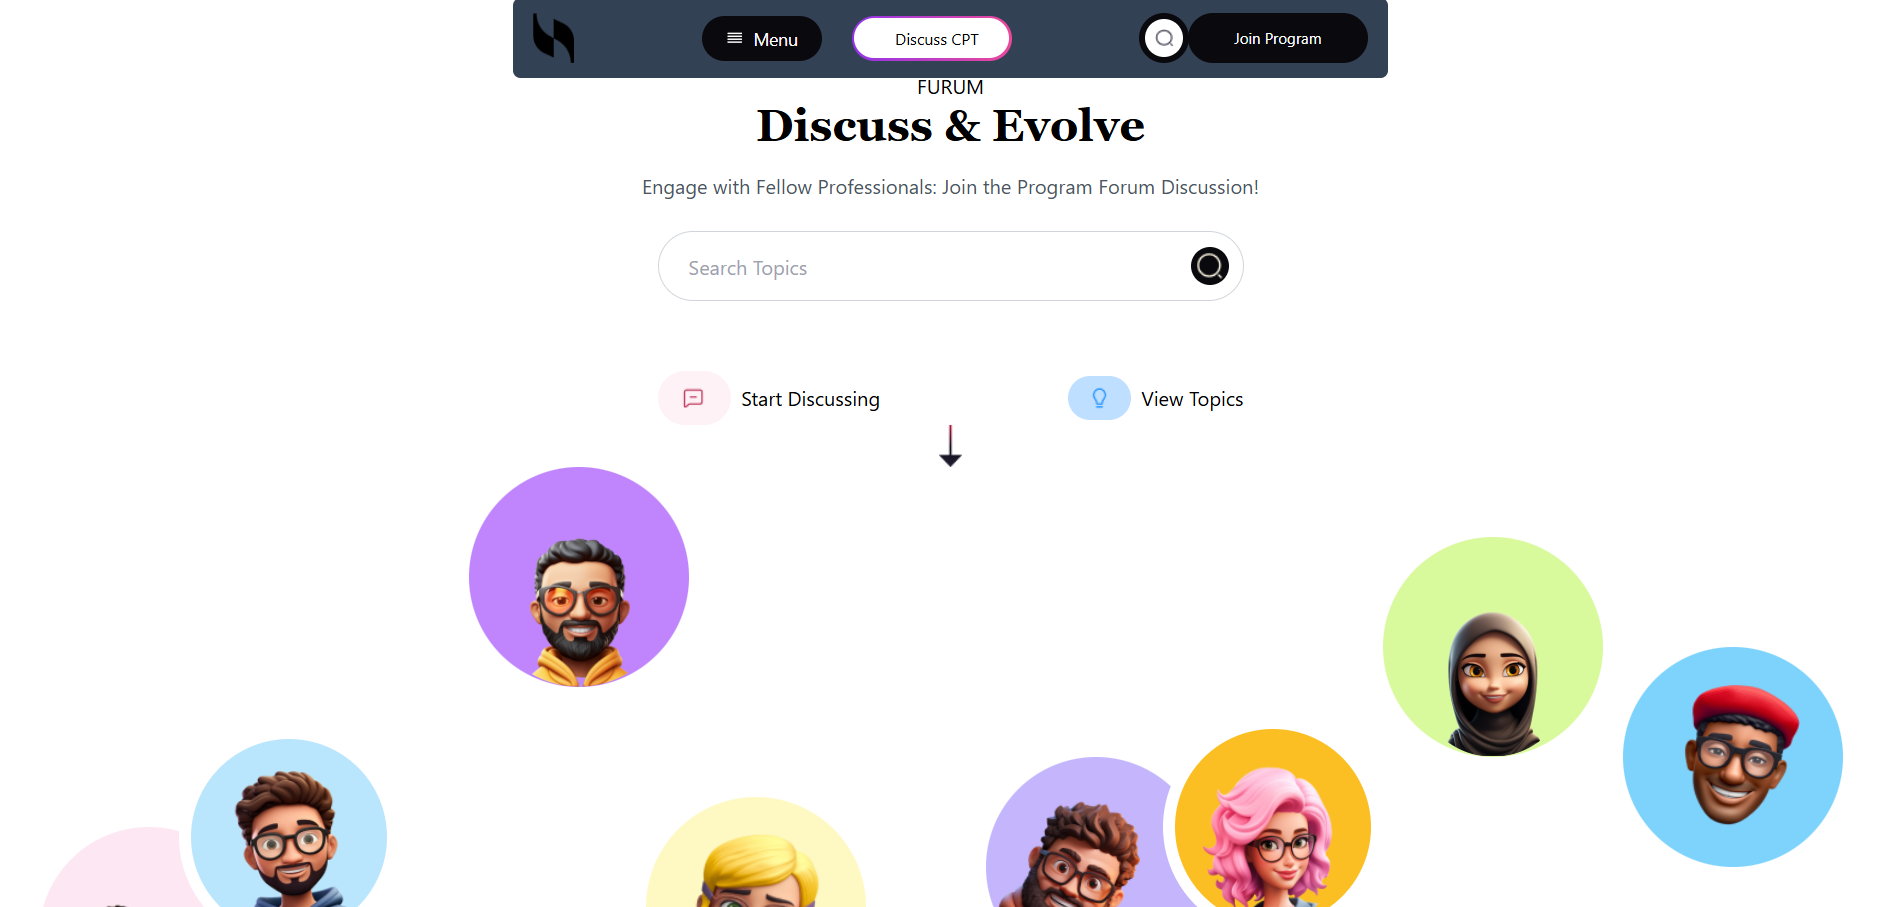 Menu
Discuss CPT
Join Program
FURUM
Discuss & Evolve
Engage with Fellow Professionals: Join the Program Forum Discussion!
Search Topics
Start Discussing
View Topics